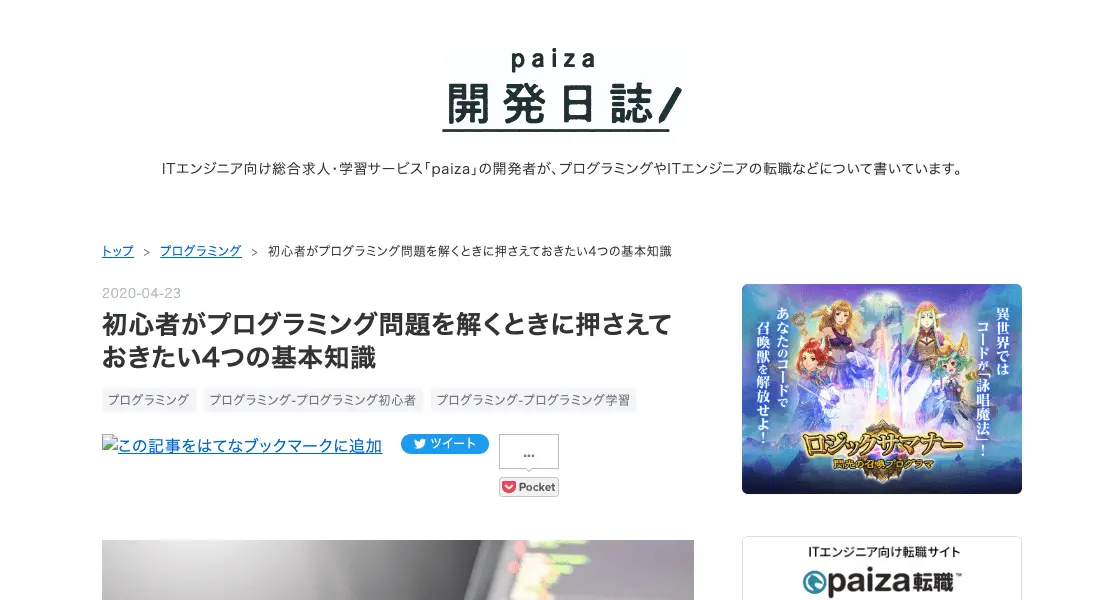 paiza
開発日誌
ITエンジニア向け総合求人・学習サービス「paiza」の開発者が、プログラミングやITエンジニアの転職などについて書いています。
トップ > プログラミング > 初心者がプログラミング問題を解くときに押さえておきたい4つの基本知識
2020-04-23
初心者がプログラミング問題を解くときに押さえて
おきたい4つの基本知識
プログラミング プログラミング-プログラミング初心者 プログラミング-プログラミング学習
この記事をはてなブックマークに追加 ツイート ...
Pocket
異世界では
コードが「詠唱魔法」!
あなたのコードで
召喚獣を解放せよ!
ロジックサマナー
閃光の召喚プログラマ
ITエンジニア向け転職サイト
paiza転職™